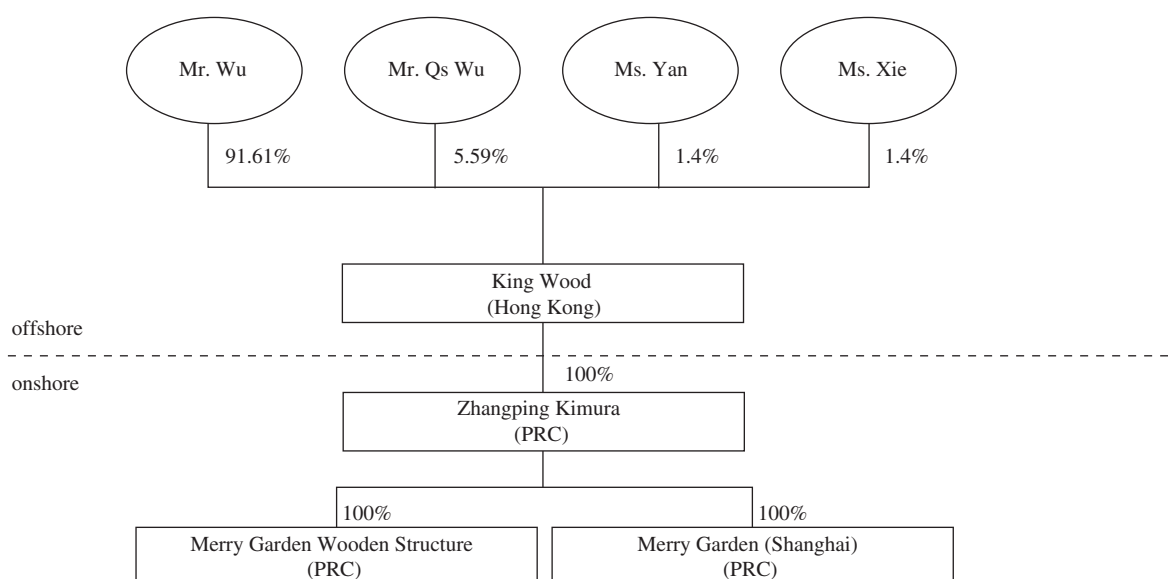 Mr. Wu
Mr. Qs Wu
Ms. Yan
Ms. Xie
91.61%
5.59%
1.4%
1.4%
King Wood
(Hong Kong)
offshore
onshore
100%
Zhangping Kimura
(PRC)
100%
100%
Merry Garden Wooden Structure
(PRC)
Merry Garden (Shanghai)
(PRC)